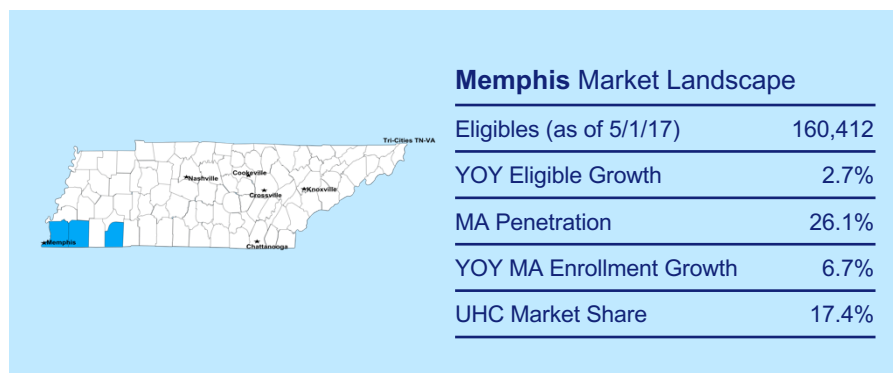 Memphis Market Landscape
Eligibles (as of 5/1/17) 160,412
YOY Eligible Growth 2.7%
MA Penetration 26.1%
YOY MA Enrollment Growth 6.7%
UHC Market Share 17.4%
Tri-Cities TN-VA
Nashville
Cookeville
Crossville
Knoxville
Memphis
Chattanooga